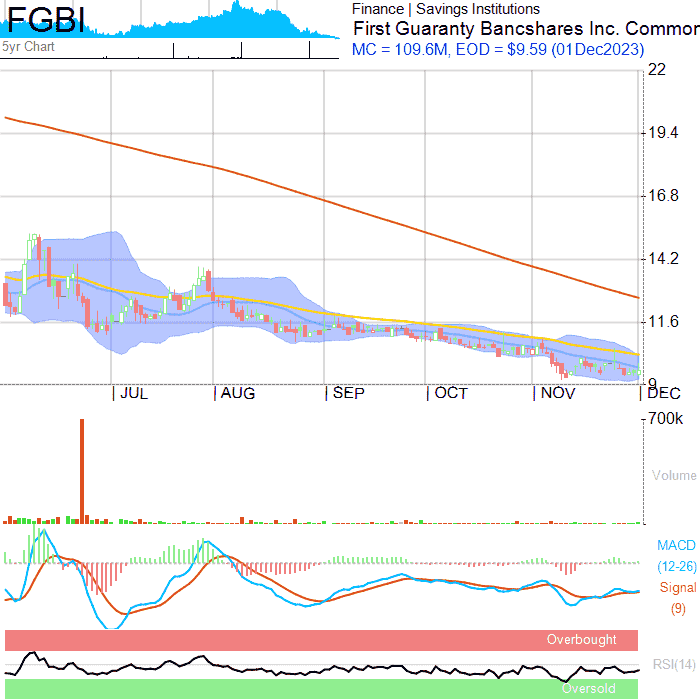 FGBI
5yr Chart
Finance | Savings Institutions
First Guaranty Bancshares Inc. Common
MC = 109.6M, EOD = $9.59 (01Dec2023)
22
19.4
16.8
14.2
11.6
9
JUL AUG SEP OCT NOV DEC
700k
Volume
MACD
(12-26)
Signal
(9)
Overbought
RSI(14)
Oversold